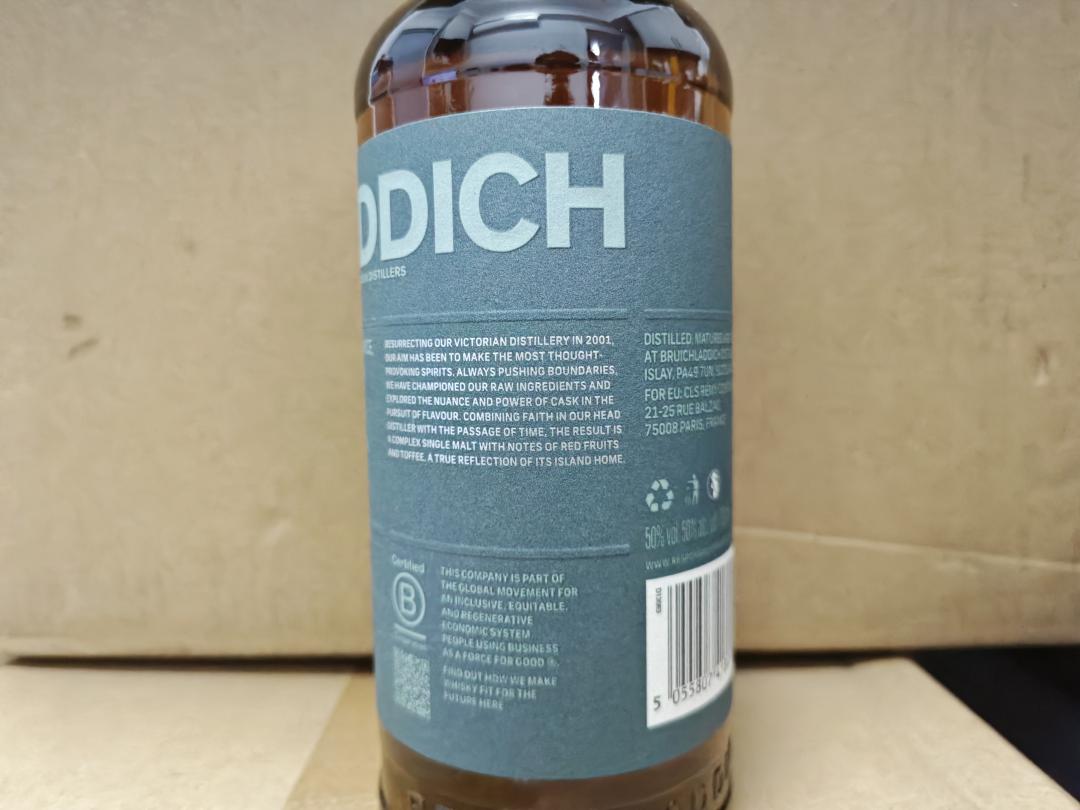 DDICH
DISTILLERS
RESURRECTING OUR VICTORIAN DISTILLERY IN 2001,
OUR AIM HAS BEEN TO MAKE THE MOST THOUGHT-
PROVOKING SPIRITS. ALWAYS PUSHING BOUNDARIES,
WE HAVE CHAMPIONED OUR RAW INGREDIENTS AND
EXPLORED THE NUANCE AND POWER OF CASK IN THE
PURSUIT OF FLAVOUR. COMBINING FAITH IN OUR HEAD
DISTILLER WITH THE PASSAGE OF TIME, THE RESULT IS
A COMPLEX SINGLE MALT WITH NOTES OF RED FRUITS
AND TOFFEE. A TRUE REFLECTION OF ITS ISLAND HOME.
Certified
B
THIS COMPANY IS PART OF
THE GLOBAL MOVEMENT FOR
AN INCLUSIVE, EQUITABLE,
AND REGENERATIVE
ECONOMIC SYSTEM
PEOPLE USING BUSINESS
AS A FORCE FOR GOOD ®.
FIND OUT HOW WE MAKE
WHISKY FIT FOR THE
FUTURE HERE
DISTILLED, MATURED
AT BRUICHLADDICH
ISLAY, PA49 7UN,
FOR EU: CLS REMY
21-25 RUE BALZAC
75008 PARIS, FRANCE
50% vol
5 055807